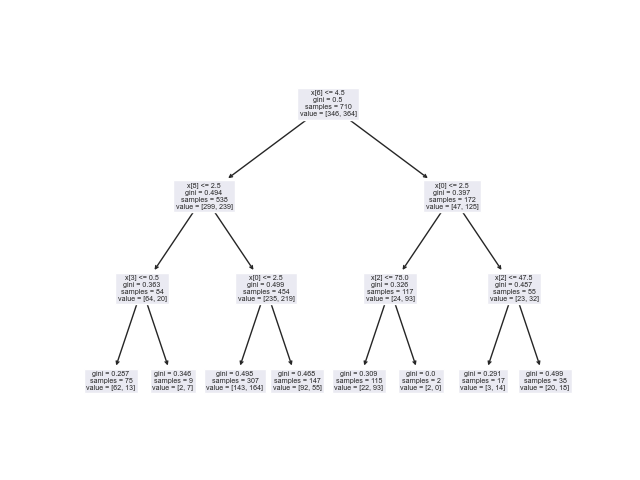 x[6] <= 4.5
gini = 0.5
samples = 710
value = [346, 364]
x[5] <= 2.5
gini = 0.494
samples = 538
value = [299, 239]
x[0] <= 2.5
gini = 0.397
samples = 172
value = [47, 125]
x[3] <= 0.5
gini = 0.363
samples = 84
value = [64, 20]
x[0] <= 2.5
gini = 0.499
samples = 454
value = [235, 219]
x[2] <= 75.0
gini = 0.326
samples = 117
value = [24, 93]
x[2] <= 47.5
gini = 0.487
samples = 55
value = [23, 32]
gini = 0.287
samples = 75
value = [62, 13]
gini = 0.346
samples = 9
value = [2, 7]
gini = 0.498
samples = 307
value = [143, 164]
gini = 0.468
samples = 147
value = [92, 55]
gini = 0.309
samples = 115
value = [22, 93]
gini = 0.0
samples = 2
value = [2, 0]
gini = 0.291
samples = 17
value = [3, 14]
gini = 0.499
samples = 38
value = [20, 18]